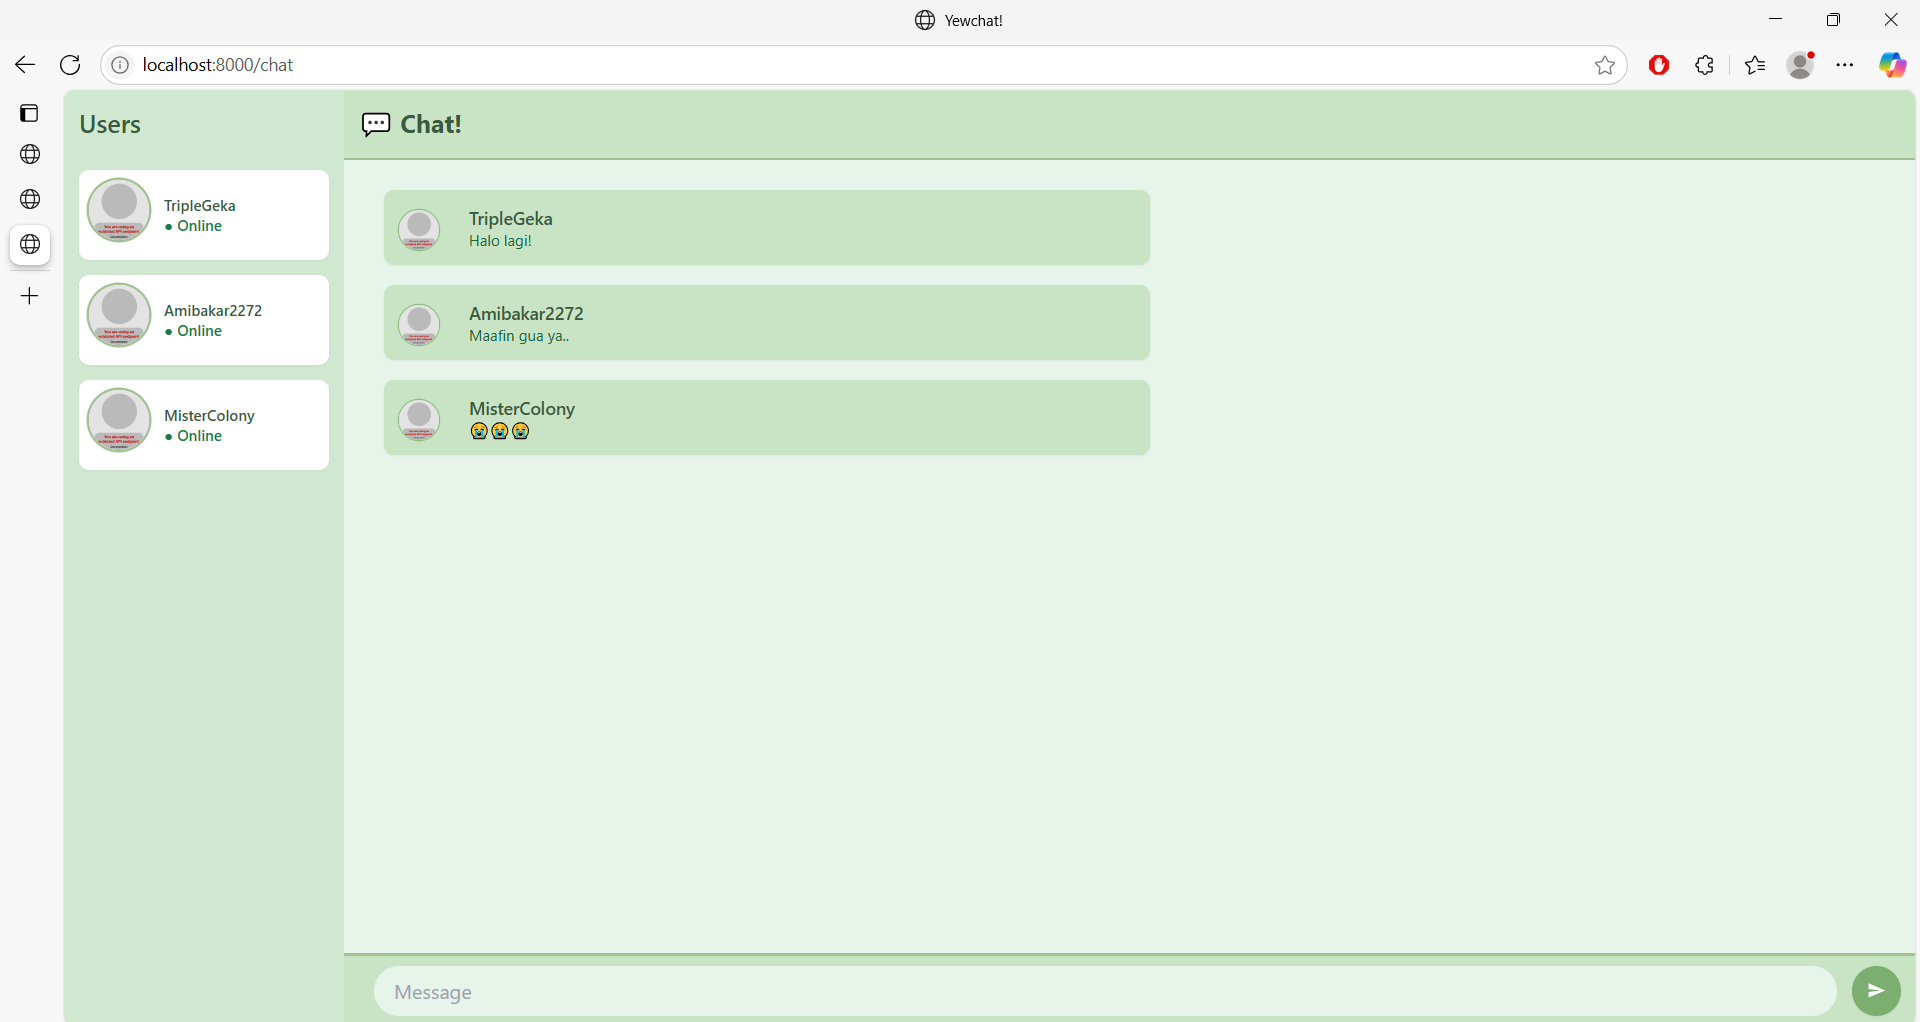 Yewchat!
localhost:8000/chat
Users
💬 Chat!
TripleGeka
• Online
Amibakar2272
• Online
MisterColony
• Online
TripleGeka
Halo lagi!
Amibakar2272
Maafin gua ya..
MisterColony
😭😭😭
Message